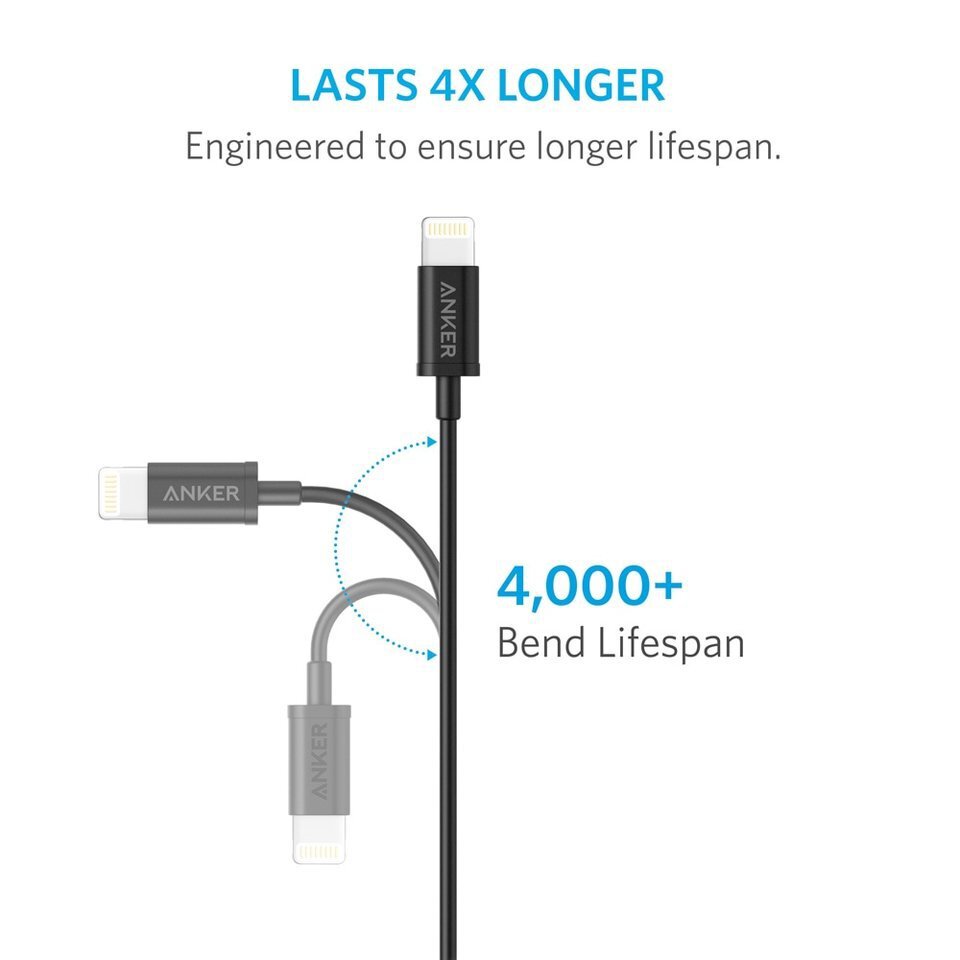 LASTS 4X LONGER
Engineered to ensure longer lifespan.
ANKER
ANKER
4,000+
Bend Lifespan
ANKER